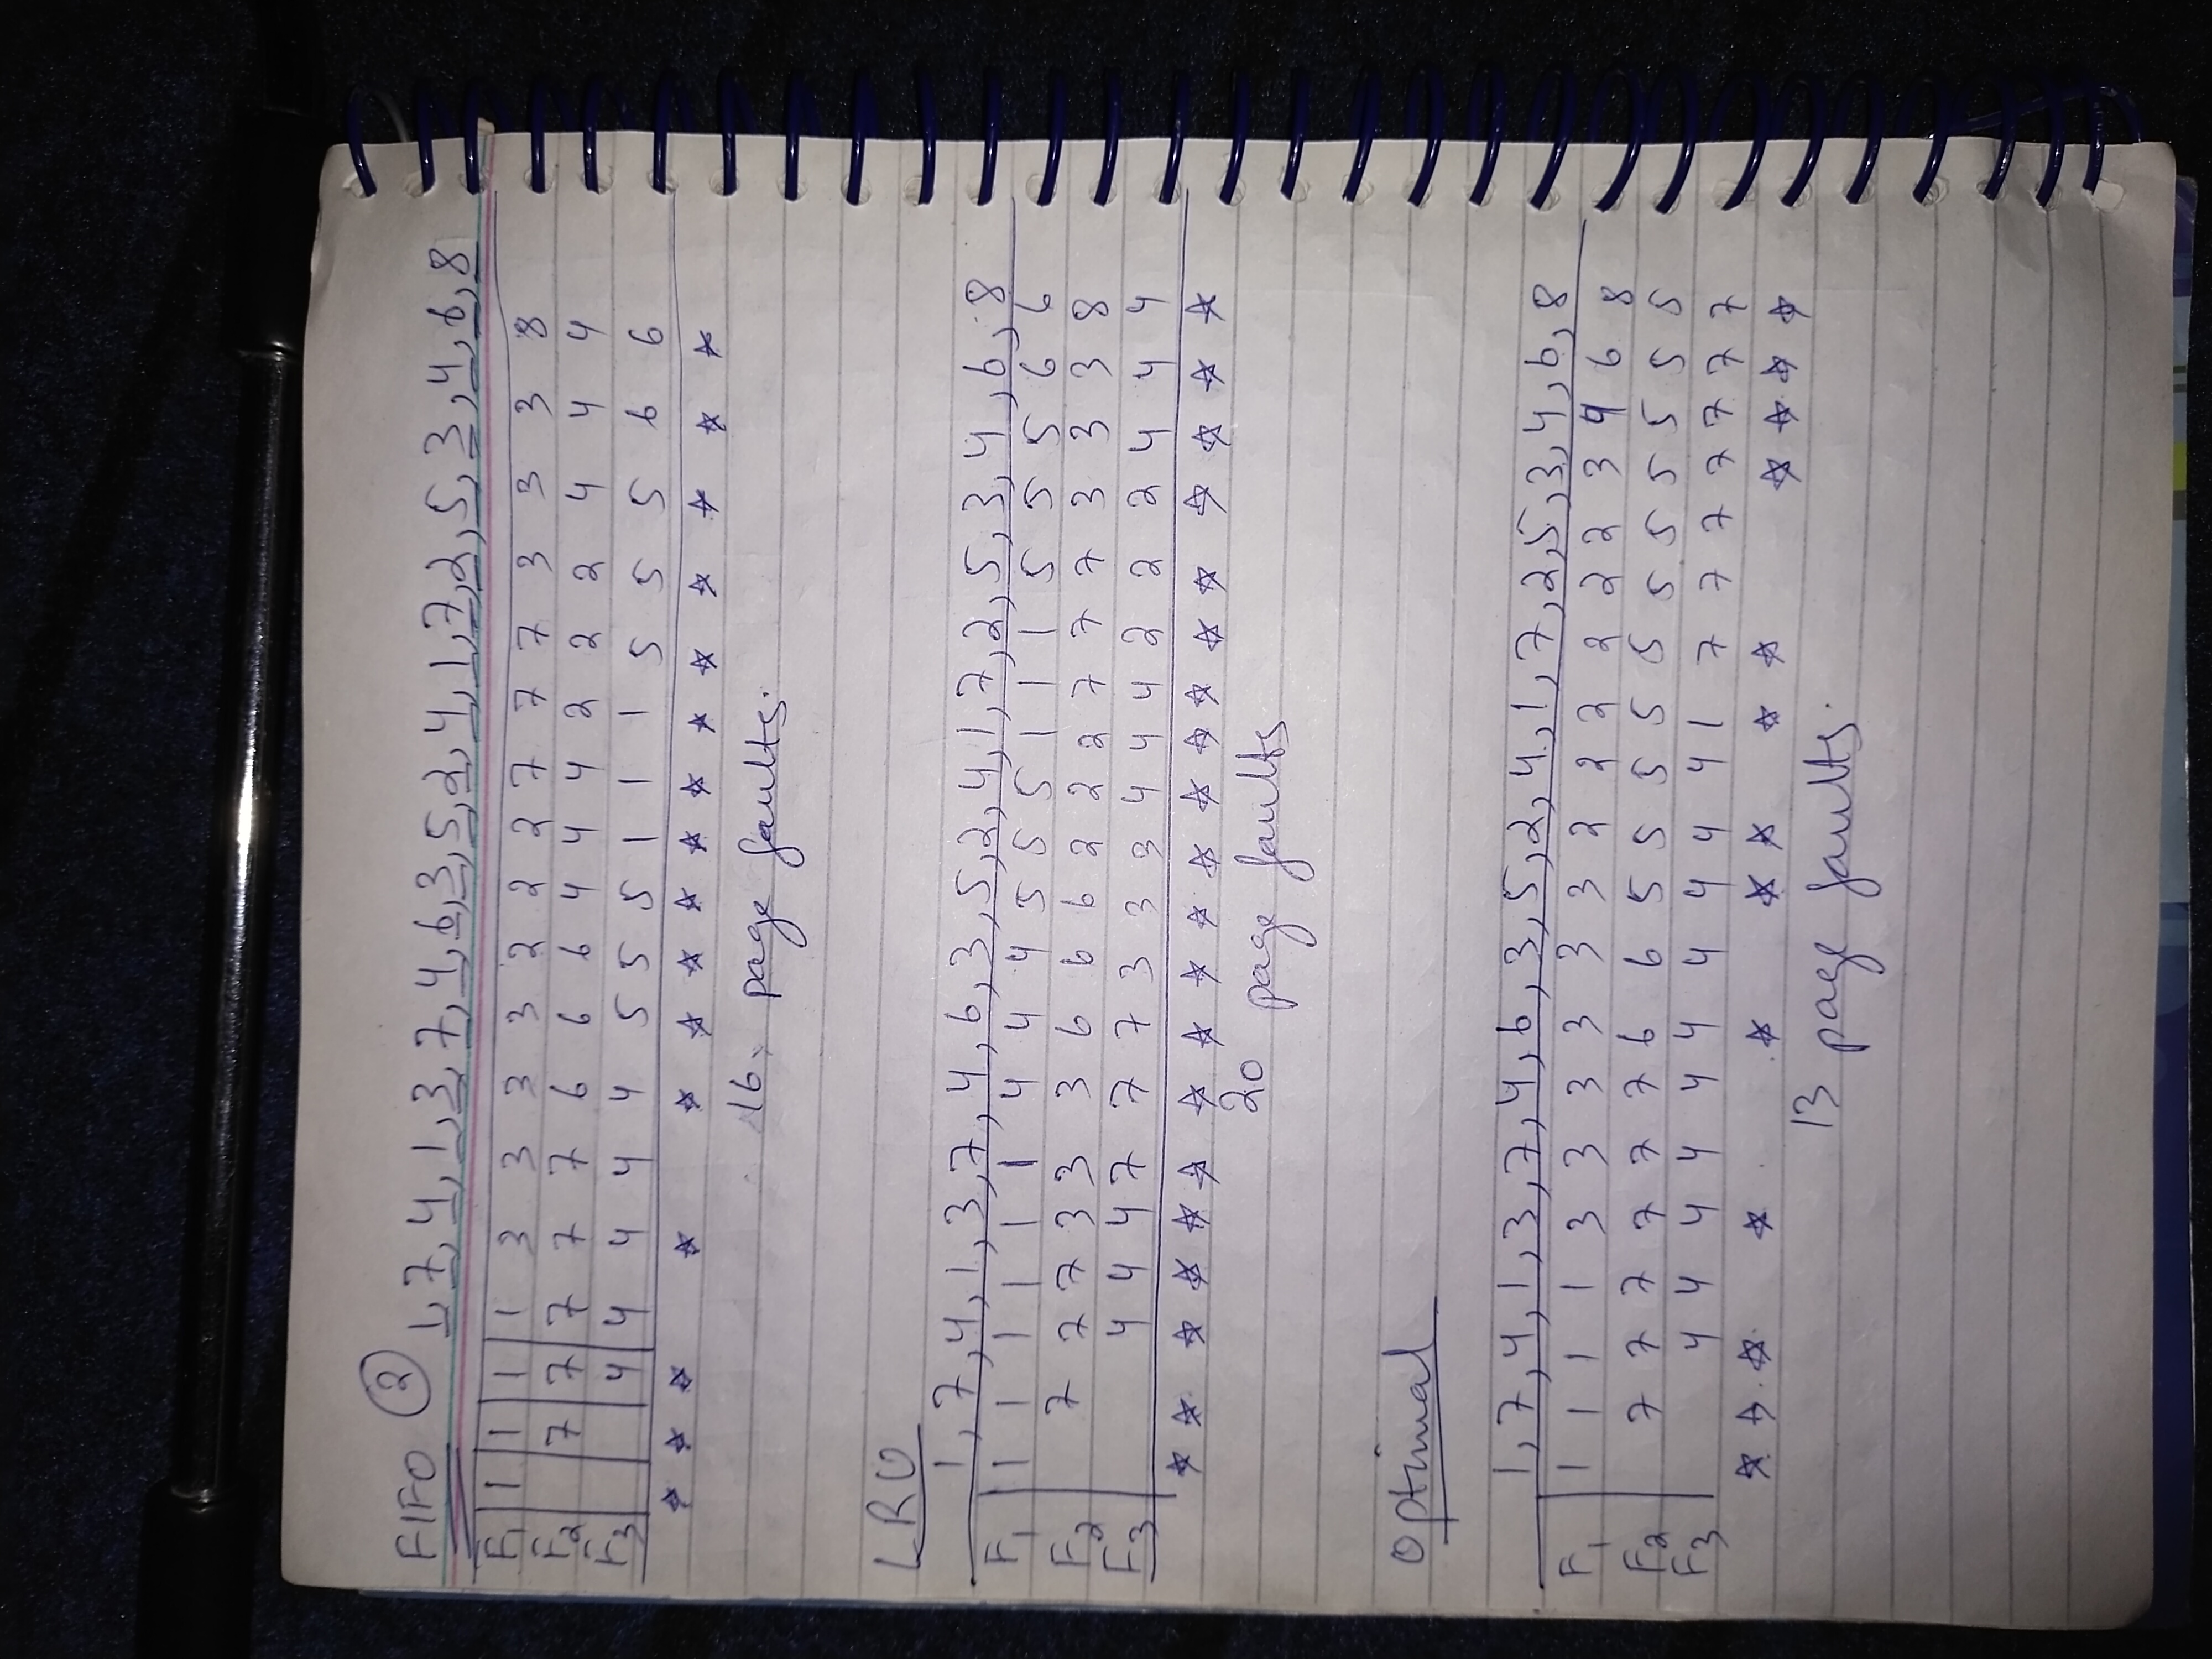 FIFO ② 1,7,4,1,3,7,4,6,3,5,2,4,1,7,2,5,3,4,6,8
F1 1 1 1 1 3 3 3 3 2 2 2 7 7 7 3 3 3 8
F2 7 7 7 7 7 6 6 6 4 4 4 2 2 2 4 4 4
F3 4 4 4 4 4 5 5 5 1 1 1 5 5 5 6 6
☆ ☆ ☆ ☆ ☆ ☆ ☆ ☆ ☆ ☆ ☆ ☆ ☆ ☆ ☆ ☆
16. page faults.
LRU
1,7,4,1,3,7,4,6,3,5,2,4,1,7,2,5,3,4,6,8
F1 1 1 1 1 1 1 4 4 4 5 5 5 1 1 1 5 5 5 6 6
F2 7 7 7 3 3 3 6 6 6 2 2 2 7 7 7 3 3 3 8
F3 4 4 4 7 7 7 3 3 3 4 4 4 2 2 2 4 4 4
☆ ☆ ☆ ☆ ☆ ☆ ☆ ☆ ☆ ☆ ☆ ☆ ☆ ☆ ☆ ☆ ☆ ☆ ☆ ☆
20 page faults
Optimal
1,7,4,1,3,7,4,6,3,5,2,4,1,7,2,5,3,4,6,8
F1 1 1 1 1 3 3 3 3 3 3 2 2 2 2 2 2 3 4 6 8
F2 7 7 7 7 7 7 6 6 5 5 5 5 5 5 5 5 5 5 5
F3 4 4 4 4 4 4 4 4 4 4 1 7 7 7 7 7 7 7
☆ ☆ ☆ ☆ ☆ ☆ ☆ ☆ ☆ ☆ ☆ ☆ ☆
13 page faults.